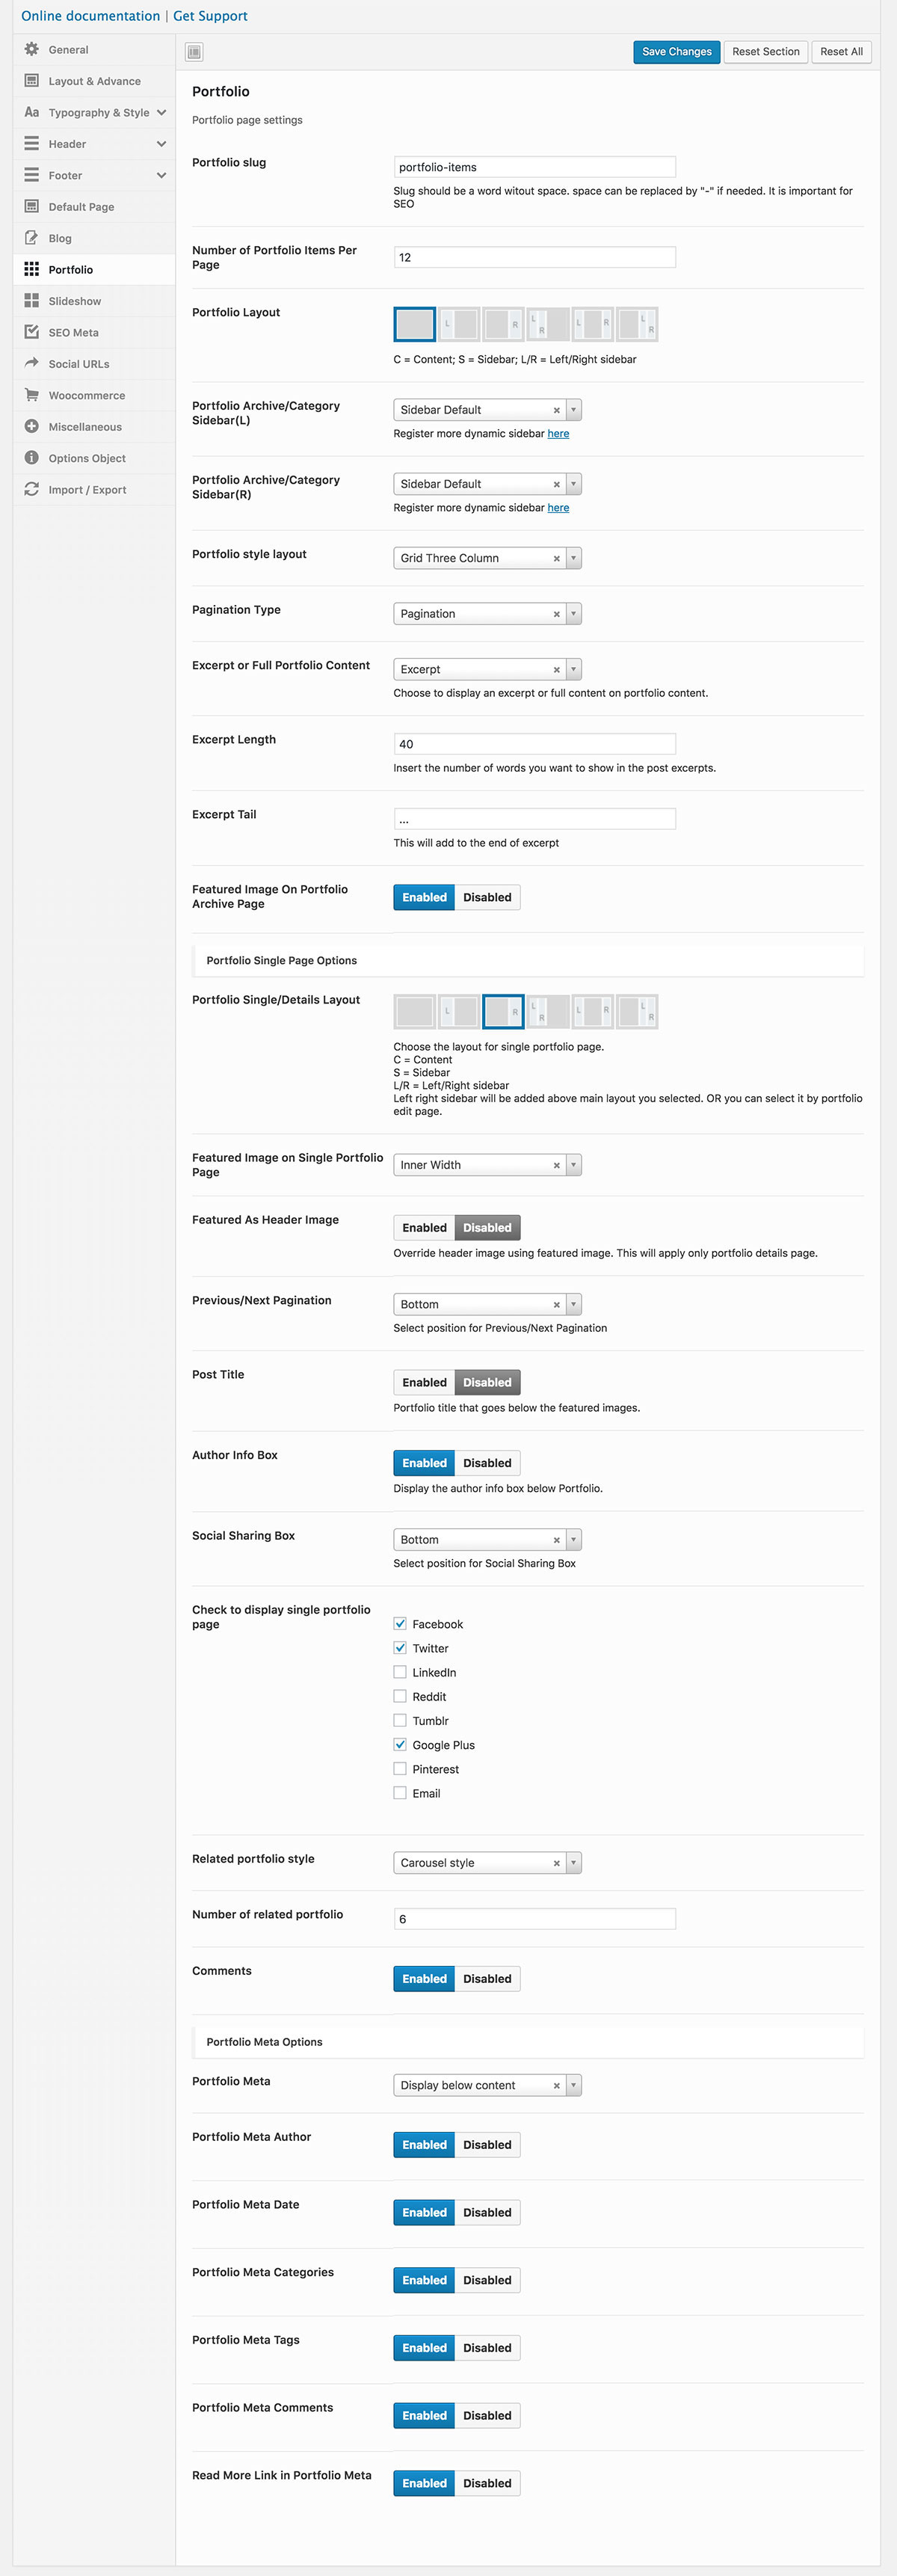 Online documentation | Get Support
General
Layout & Advance
Aa Typography & Style
Header
Footer
Default Page
Blog
Portfolio
Slideshow
SEO Meta
Social URLs
Woocommerce
Miscellaneous
Options Object
Import / Export
Save Changes
Reset Section
Reset All
Portfolio
Portfolio page settings
Portfolio slug
portfolio-items
Slug should be a word witout space. space can be replaced by "-" if needed. It is important for
SEO
Number of Portfolio Items Per
Page
12
Portfolio Layout
L R L R L R L R
C = Content; S = Sidebar; L/R = Left/Right sidebar
Portfolio Archive/Category
Sidebar(L)
Sidebar Default
Register more dynamic sidebar here
Portfolio Archive/Category
Sidebar(R)
Sidebar Default
Register more dynamic sidebar here
Portfolio style layout
Grid Three Column
Pagination Type
Pagination
Excerpt or Full Portfolio Content
Excerpt
Choose to display an excerpt or full content on portfolio content.
Excerpt Length
40
Insert the number of words you want to show in the post excerpts.
Excerpt Tail
...
This will add to the end of excerpt
Featured Image On Portfolio
Archive Page
Enabled Disabled
Portfolio Single Page Options
Portfolio Single/Details Layout
L R L R L R L R
Choose the layout for single portfolio page.
C = Content
S = Sidebar
L/R = Left/Right sidebar
Left right sidebar will be added above main layout you selected. OR you can select it by portfolio
edit page.
Featured Image on Single Portfolio
Page
Inner Width
Featured As Header Image
Enabled Disabled
Override header image using featured image. This will apply only portfolio details page.
Previous/Next Pagination
Bottom
Select position for Previous/Next Pagination
Post Title
Enabled Disabled
Portfolio title that goes below the featured images.
Author Info Box
Enabled Disabled
Display the author info box below Portfolio.
Social Sharing Box
Bottom
Select position for Social Sharing Box
Check to display single portfolio
page
Facebook
Twitter
LinkedIn
Reddit
Tumblr
Google Plus
Pinterest
Email
Related portfolio style
Carousel style
Number of related portfolio
6
Comments
Enabled Disabled
Portfolio Meta Options
Portfolio Meta
Display below content
Portfolio Meta Author
Enabled Disabled
Portfolio Meta Date
Enabled Disabled
Portfolio Meta Categories
Enabled Disabled
Portfolio Meta Tags
Enabled Disabled
Portfolio Meta Comments
Enabled Disabled
Read More Link in Portfolio Meta
Enabled Disabled